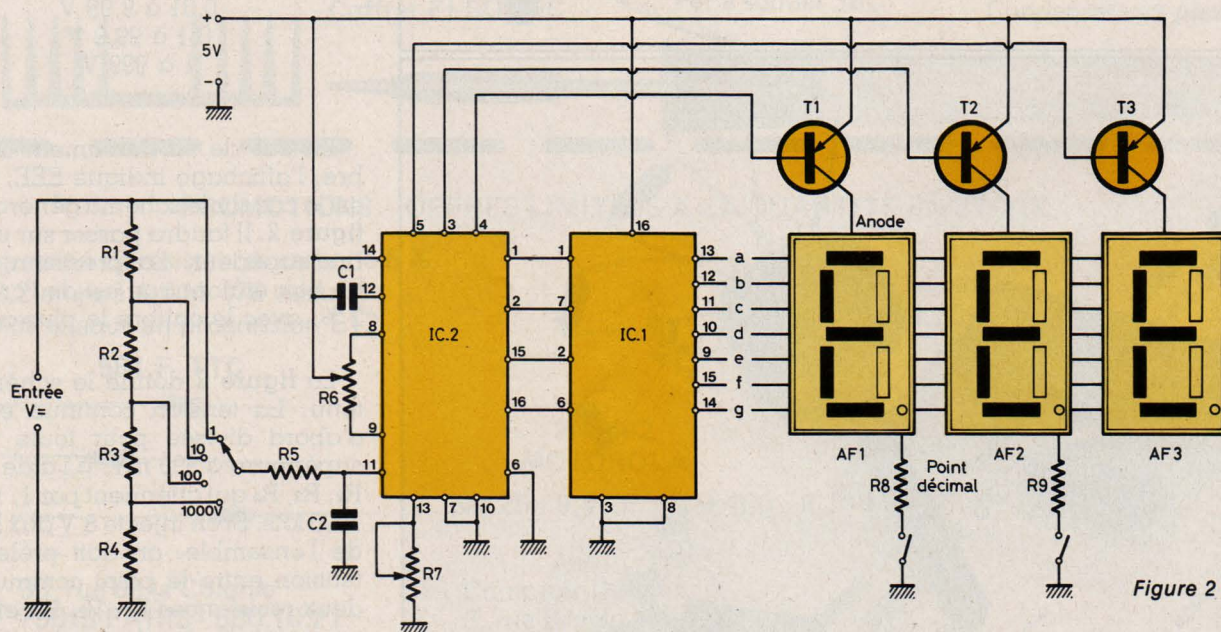 +
5V
−
T1
T2
T3
Anode
5
3
4
16
14
1
1
13
a
R1
C1
12
b
12
2
7
11
c
8
10
d
IC.2
IC.1
R2
15
2
9
e
R6
15
f
Entrée
V=
16
6
14
g
9
1
R3
10
R5
11
6
AF1
AF2
AF3
100
Point
décimal
1000V
13
10
3
8
R8
R9
C2
R4
R7
Figure 2